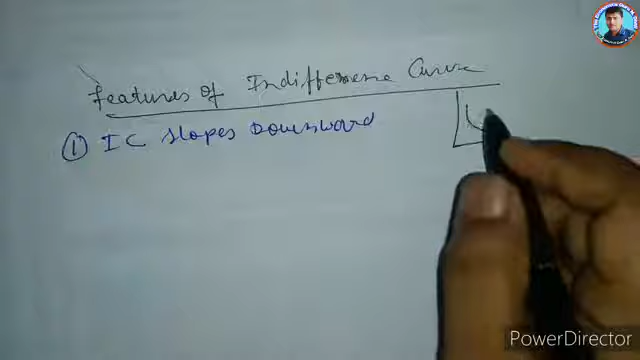 Features of Indifference Curve
① IC slopes Downward
PowerDirector